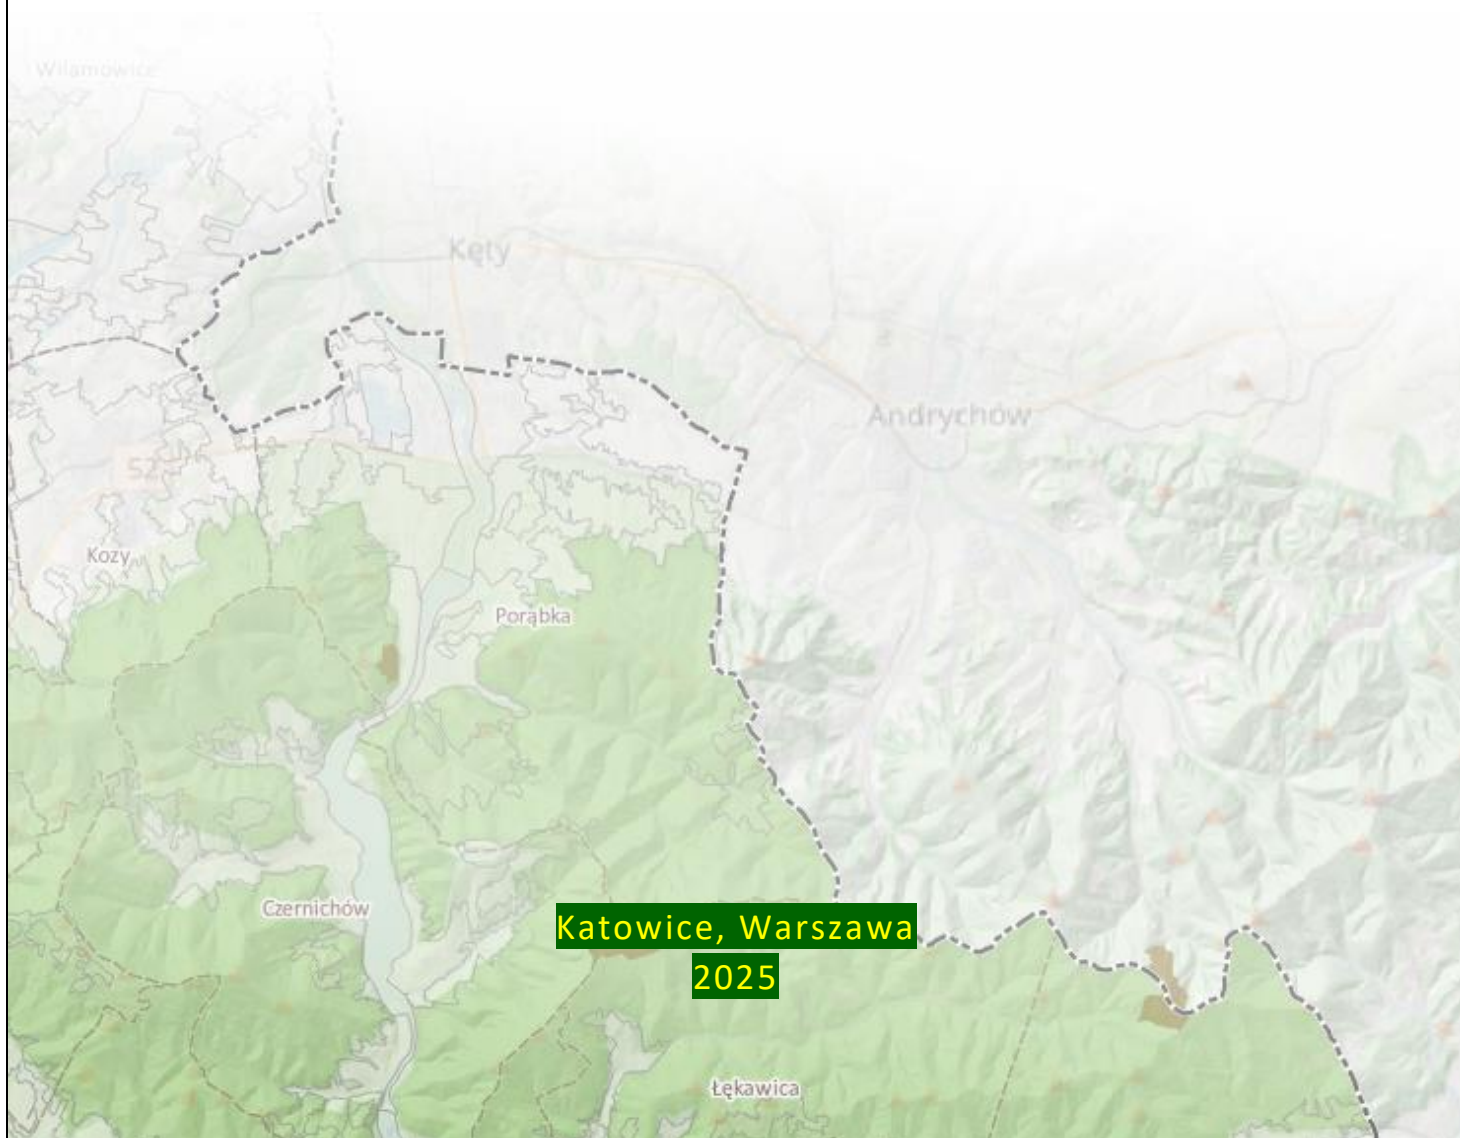 Wilamowice
Kęty
Andrychów
52
Kozy
Porąbka
Czernichów
Katowice, Warszawa
2025
Łękawica